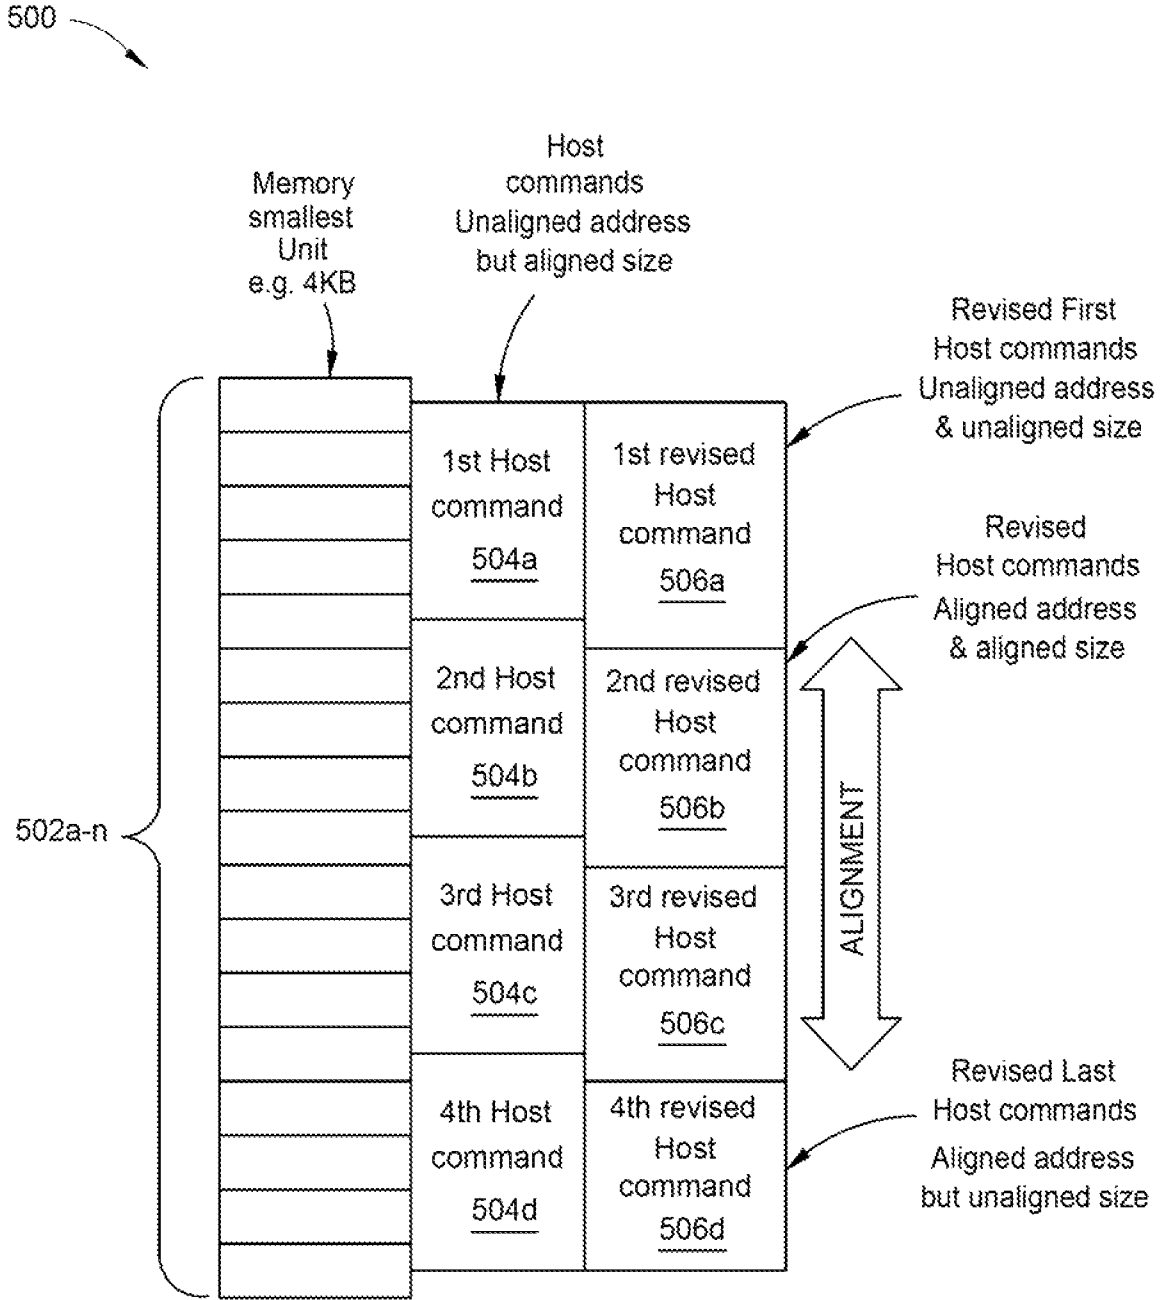 500
Memory
smallest
Unit
e.g. 4KB
Host
commands
Unaligned address
but aligned size
Revised First
Host commands
Unaligned address
& unaligned size
Revised
Host commands
Aligned address
& aligned size
Revised Last
Host commands
Aligned address
but unaligned size
502a-n
1st Host
command
504a
2nd Host
command
504b
3rd Host
command
504c
4th Host
command
504d
1st revised
Host
command
506a
2nd revised
Host
command
506b
3rd revised
Host
command
506c
4th revised
Host
command
506d
ALIGNMENT